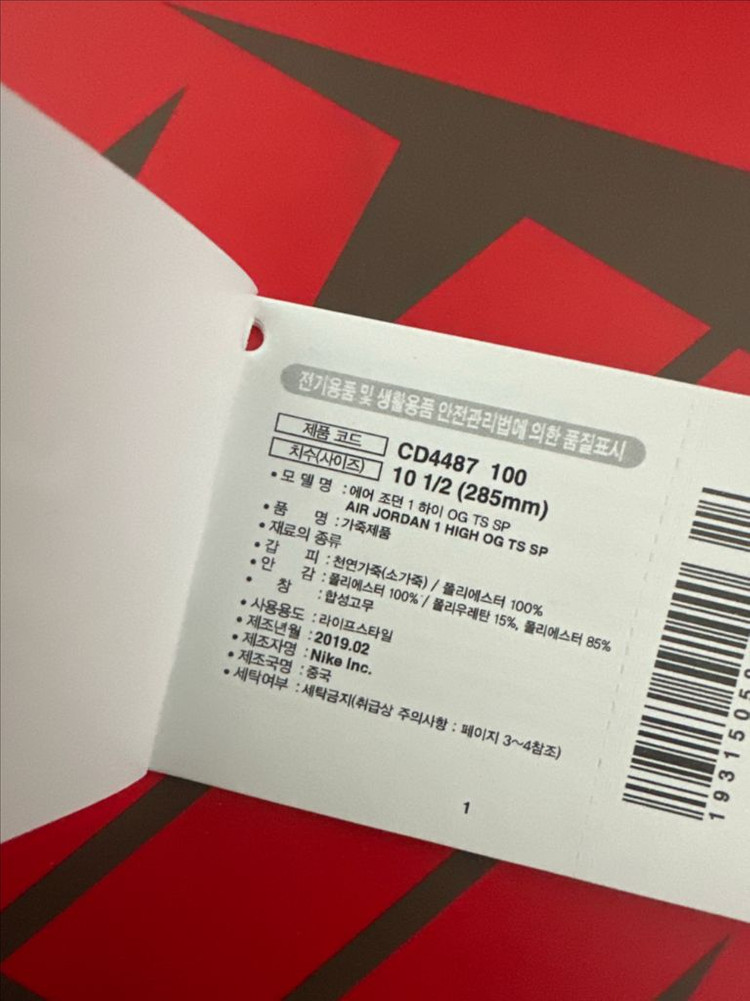 전기용품 및 생활용품 안전관리법에 의한 품질표시
제품 코드 CD4487 100
치수(사이즈) 10 1/2 (285mm)
• 모 델 명 : 에어 조던 1 하이 OG TS SP
AIR JORDAN 1 HIGH OG TS SP
• 품 명 : 가죽제품
• 재료의 종류
• 갑 피 : 천연가죽(소가죽) / 폴리에스터 100%
• 안 감 : 폴리에스터 100% / 폴리우레탄 15%, 폴리에스터 85%
• 창 : 합성고무
• 사용용도 : 라이프스타일
• 제조년월 : 2019.02
• 제조자명 : Nike Inc.
• 제조국명 : 중국
• 세탁여부 : 세탁금지(취급상 주의사항 : 페이지 3~4참조)
1